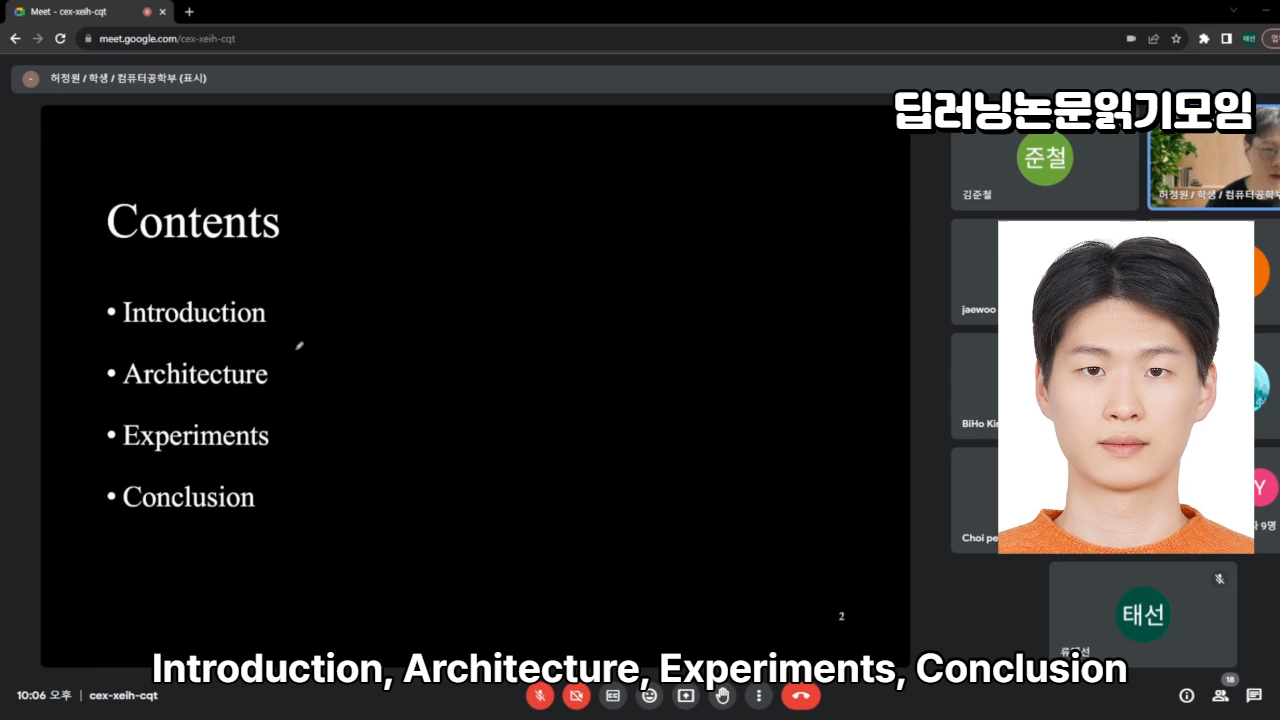 Meet - cex-xeih-cqt
meet.google.com/cex-xeih-cqt
태선
허정원 / 학생 / 컴퓨터공학부 (표시)
딥러닝논문읽기모임
준철
김준철
허정원 / 학생 / 컴퓨터공학부
Contents
• Introduction
• Architecture
• Experiments
• Conclusion
2
jaewoo
BiHo
Choi
Y
9명
태선
Introduction, Architecture, Experiments, Conclusion
10:06 오후 | cex-xeih-cqt
18